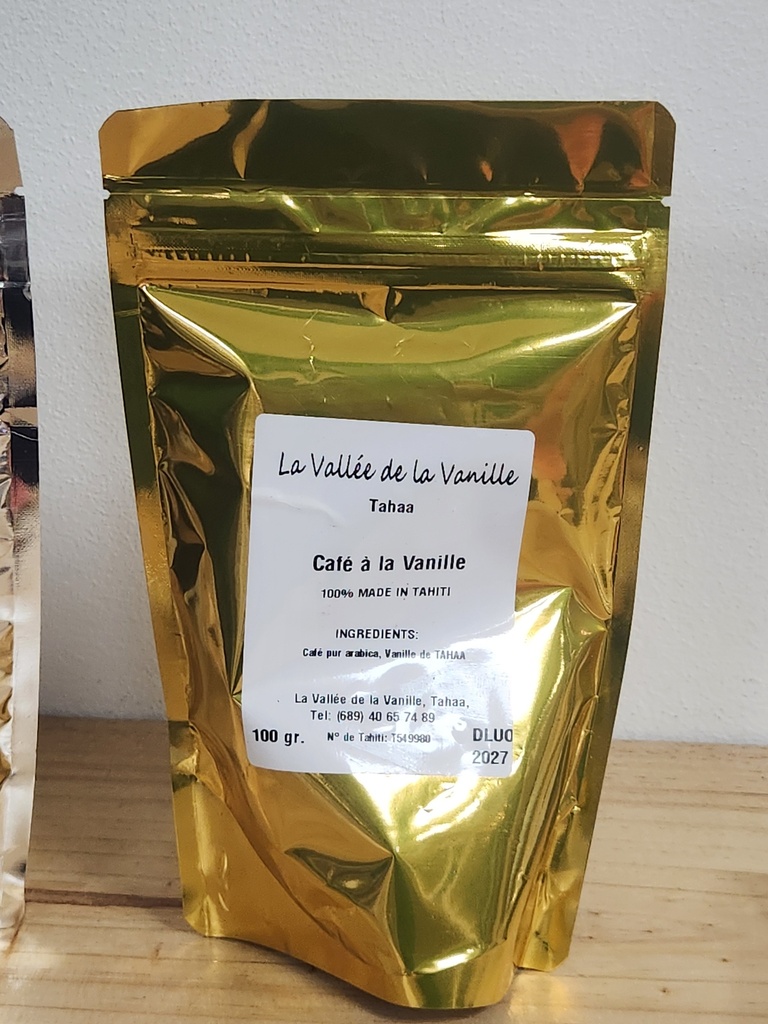 La Vallée de la Vanille
Tahaa
Café à la Vanille
100% MADE IN TAHITI
INGREDIENTS:
Café pur arabica, Vanille de TAHAA
La Vallée de la Vanille, Tahaa,
Tel: (689) 40 65 74 89
100 gr. N° de Tahiti: T549980 DLUO
2027